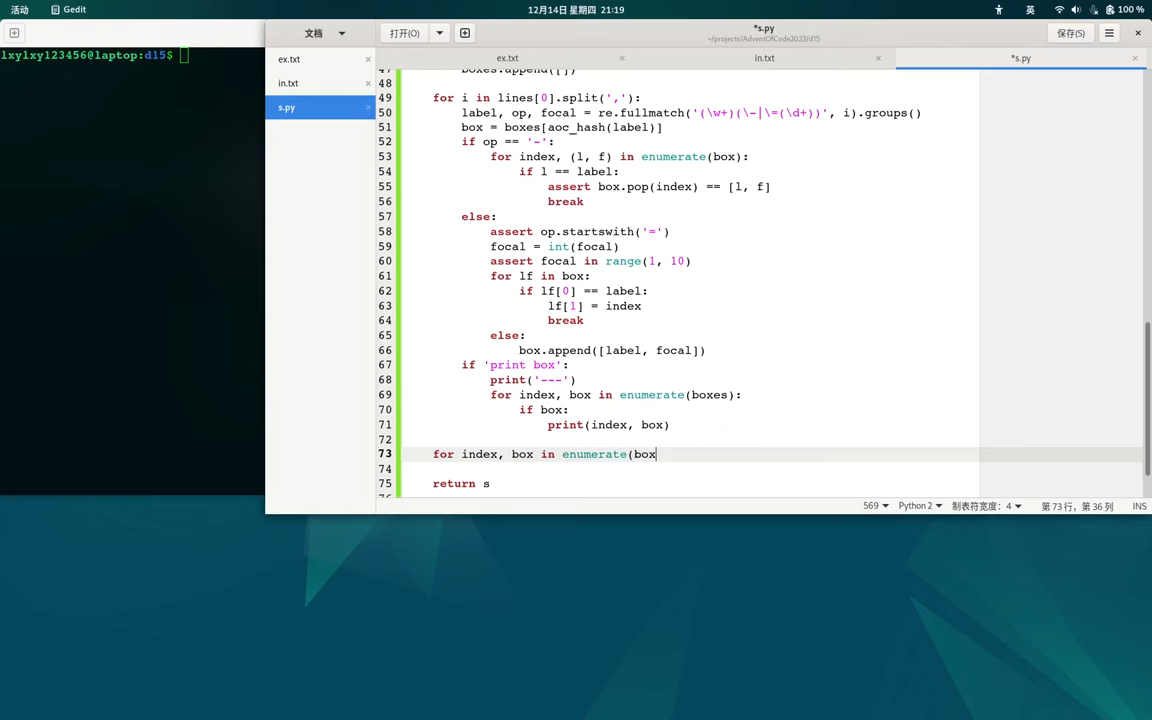 活动 Gedit 12月14日 星期四 21:19 英 100 %
文档 打开(O) *s.py 保存(S)
~/projects/AdventOfCode2023/d15
lxylxy123456@laptop:d15$
ex.txt in.txt *s.py
ex.txt
in.txt
s.py
47 boxes.append([])
48
49 for i in lines[0].split(','):
50 label, op, focal = re.fullmatch('(\w+)(\-|\=(\d+))', i).groups()
51 box = boxes[aoc_hash(label)]
52 if op == '-':
53 for index, (l, f) in enumerate(box):
54 if l == label:
55 assert box.pop(index) == [l, f]
56 break
57 else:
58 assert op.startswith('=')
59 focal = int(focal)
60 assert focal in range(1, 10)
61 for lf in box:
62 if lf[0] == label:
63 lf[1] = index
64 break
65 else:
66 box.append([label, focal])
67 if 'print box':
68 print('---')
69 for index, box in enumerate(boxes):
70 if box:
71 print(index, box)
72
73 for index, box in enumerate(box
74
75 return s
76
569 Python 2 制表符宽度：4 第 73 行，第 36 列 INS